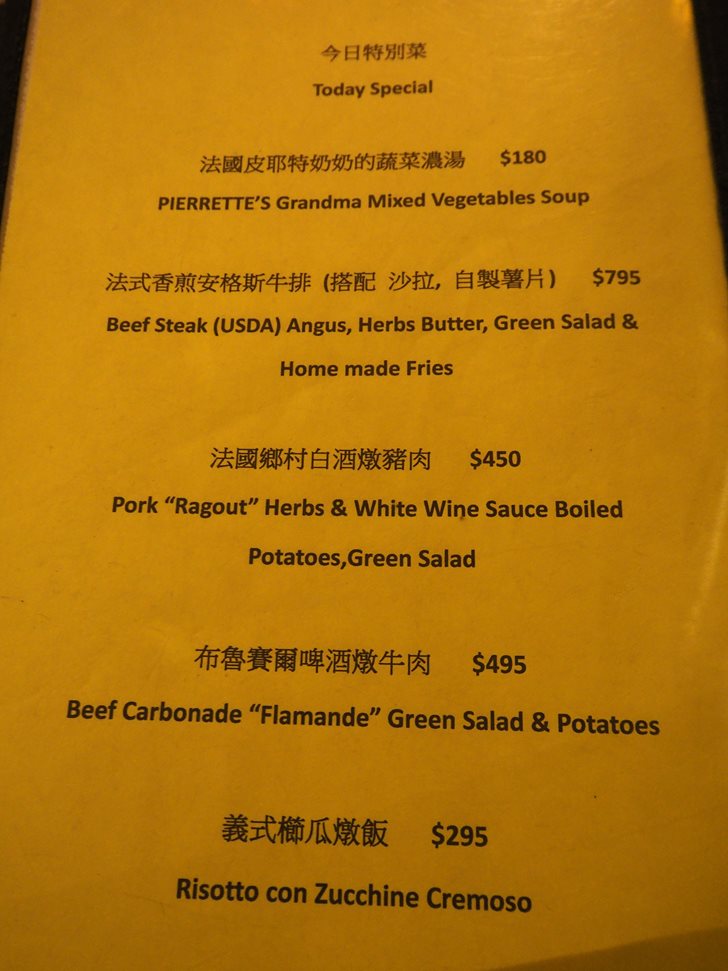 今日特別菜
Today Special
法國皮耶特奶奶的蔬菜濃湯 $180
PIERRETTE'S Grandma Mixed Vegetables Soup
法式香煎安格斯牛排 (搭配 沙拉, 自製薯片) $795
Beef Steak (USDA) Angus, Herbs Butter, Green Salad &
Home made Fries
法國鄉村白酒燉豬肉 $450
Pork “Ragout” Herbs & White Wine Sauce Boiled
Potatoes,Green Salad
布魯賽爾啤酒燉牛肉 $495
Beef Carbonade “Flamande” Green Salad & Potatoes
義式櫛瓜燉飯 $295
Risotto con Zucchine Cremoso